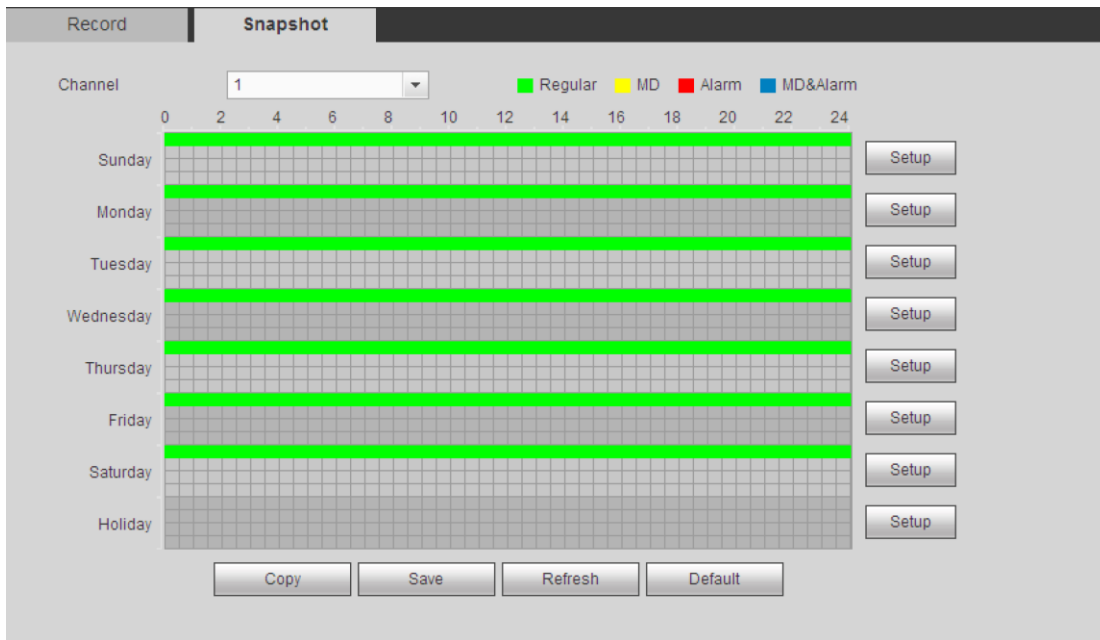 Record Snapshot
Channel 1 Regular MD Alarm MD&Alarm
0 2 4 6 8 10 12 14 16 18 20 22 24
Sunday Setup
Monday Setup
Tuesday Setup
Wednesday Setup
Thursday Setup
Friday Setup
Saturday Setup
Holiday Setup
Copy Save Refresh Default